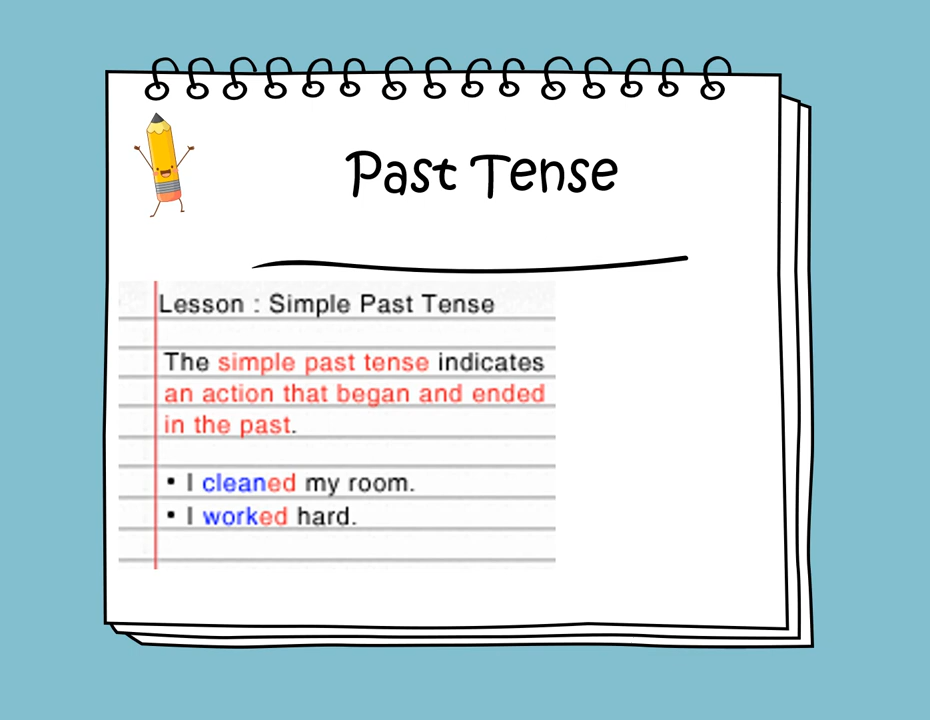 Past Tense
Lesson : Simple Past Tense
The simple past tense indicates
an action that began and ended
in the past.
▪ I cleaned my room.
▪ I worked hard.